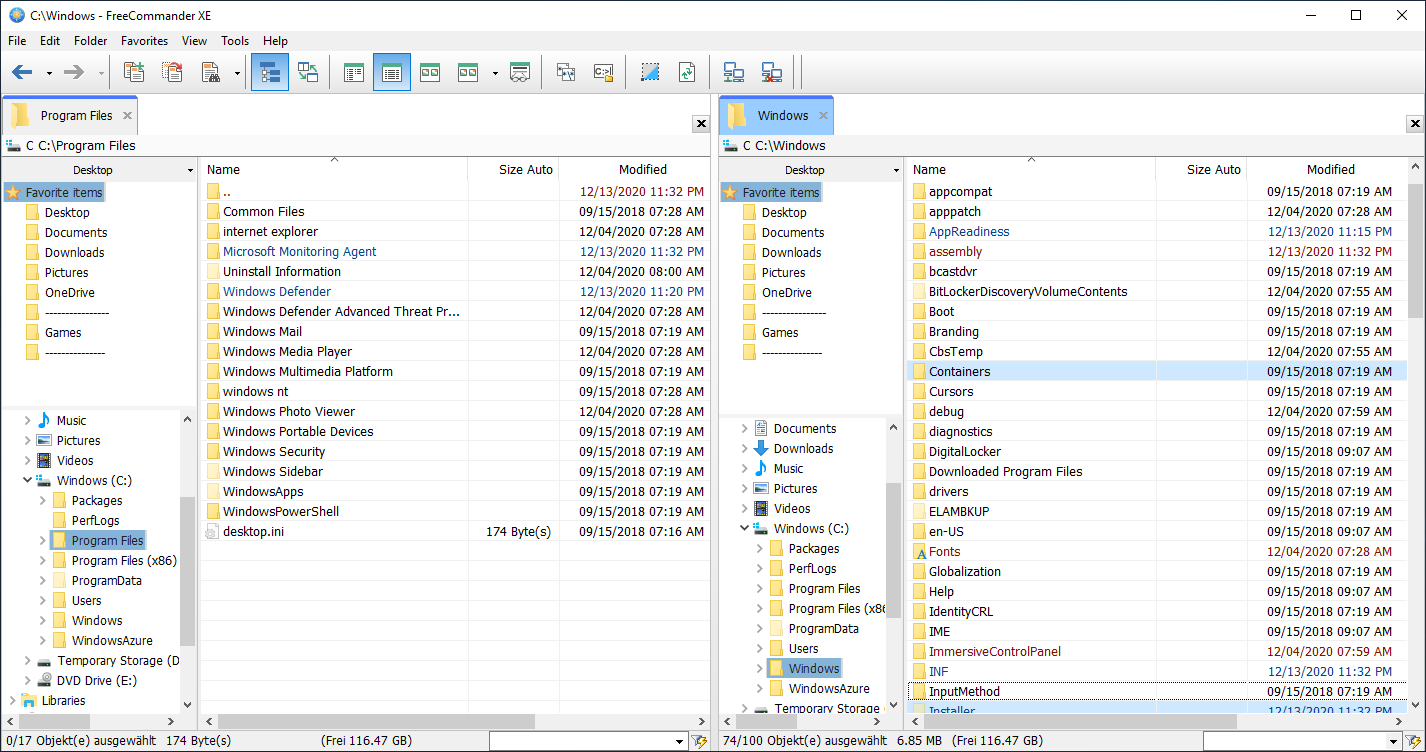 C:\Windows - FreeCommander XE
File Edit Folder Favorites View Tools Help
Program Files
C C:\Program Files
Desktop
Favorite items
Desktop
Documents
Downloads
Pictures
OneDrive
----------------
Games
---------------
Music
Pictures
Videos
Windows (C:)
Packages
PerfLogs
Program Files
Program Files (x86)
ProgramData
Users
Windows
WindowsAzure
Temporary Storage (D
DVD Drive (E:)
Libraries
Name Size Auto Modified
.. 12/13/2020 11:32 PM
Common Files 09/15/2018 07:28 AM
internet explorer 12/04/2020 07:28 AM
Microsoft Monitoring Agent 12/13/2020 11:32 PM
Uninstall Information 12/04/2020 08:00 AM
Windows Defender 12/13/2020 11:20 PM
Windows Defender Advanced Threat Pr... 12/04/2020 07:28 AM
Windows Mail 09/15/2018 07:19 AM
Windows Media Player 12/04/2020 07:28 AM
Windows Multimedia Platform 09/15/2018 07:19 AM
windows nt 09/15/2018 07:28 AM
Windows Photo Viewer 12/04/2020 07:28 AM
Windows Portable Devices 09/15/2018 07:19 AM
Windows Security 09/15/2018 07:19 AM
Windows Sidebar 09/15/2018 07:19 AM
WindowsApps 09/15/2018 07:19 AM
WindowsPowerShell 09/15/2018 07:19 AM
desktop.ini 174 Byte(s) 09/15/2018 07:16 AM
0/17 Objekt(e) ausgewählt 174 Byte(s) (Frei 116.47 GB)
Windows
C C:\Windows
Desktop
Favorite items
Desktop
Documents
Downloads
Pictures
OneDrive
----------------
Games
---------------
Documents
Downloads
Music
Pictures
Videos
Windows (C:)
Packages
PerfLogs
Program Files
Program Files (x86
ProgramData
Users
Windows
WindowsAzure
Temporary Storage
Name Size Auto Modified
appcompat 09/15/2018 07:19 AM
apppatch 12/04/2020 07:28 AM
AppReadiness 12/13/2020 11:15 PM
assembly 12/13/2020 11:32 PM
bcastdvr 09/15/2018 07:19 AM
BitLockerDiscoveryVolumeContents 12/04/2020 07:55 AM
Boot 09/15/2018 07:19 AM
Branding 09/15/2018 07:19 AM
CbsTemp 12/04/2020 07:55 AM
Containers 09/15/2018 07:19 AM
Cursors 09/15/2018 07:19 AM
debug 12/04/2020 07:59 AM
diagnostics 09/15/2018 07:19 AM
DigitalLocker 09/15/2018 09:07 AM
Downloaded Program Files 09/15/2018 07:19 AM
drivers 09/15/2018 07:19 AM
ELAMBKUP 09/15/2018 07:19 AM
en-US 09/15/2018 09:07 AM
Fonts 12/04/2020 07:28 AM
Globalization 09/15/2018 07:19 AM
Help 09/15/2018 09:07 AM
IdentityCRL 09/15/2018 07:19 AM
IME 09/15/2018 09:07 AM
ImmersiveControlPanel 12/04/2020 07:59 AM
INF 12/13/2020 11:32 PM
InputMethod 09/15/2018 07:19 AM
Installer 12/13/2020 11:32 PM
74/100 Objekt(e) ausgewählt 6.85 MB (Frei 116.47 GB)